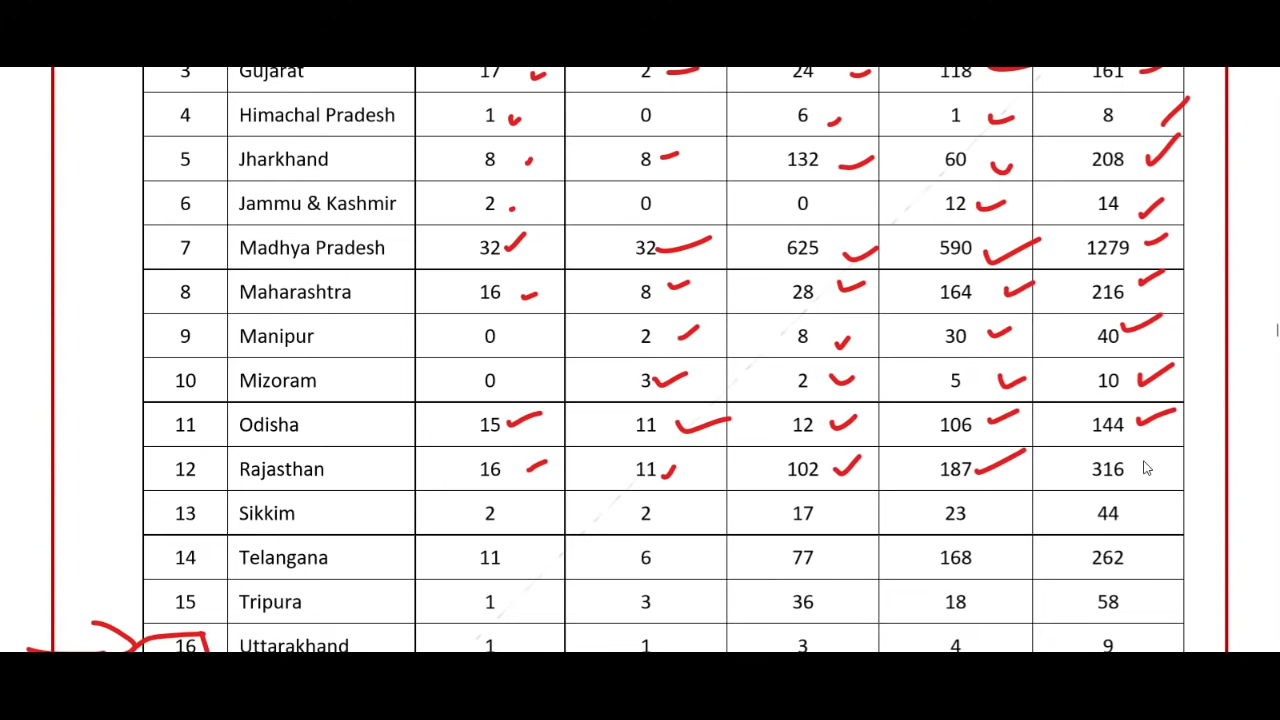 3 Gujarat 17 2 24 118 161
4 Himachal Pradesh 1 0 6 1 8
5 Jharkhand 8 8 132 60 208
6 Jammu & Kashmir 2 0 0 12 14
7 Madhya Pradesh 32 32 625 590 1279
8 Maharashtra 16 8 28 164 216
9 Manipur 0 2 8 30 40
10 Mizoram 0 3 2 5 10
11 Odisha 15 11 12 106 144
12 Rajasthan 16 11 102 187 316
13 Sikkim 2 2 17 23 44
14 Telangana 11 6 77 168 262
15 Tripura 1 3 36 18 58
16 Uttarakhand 1 1 3 4 9